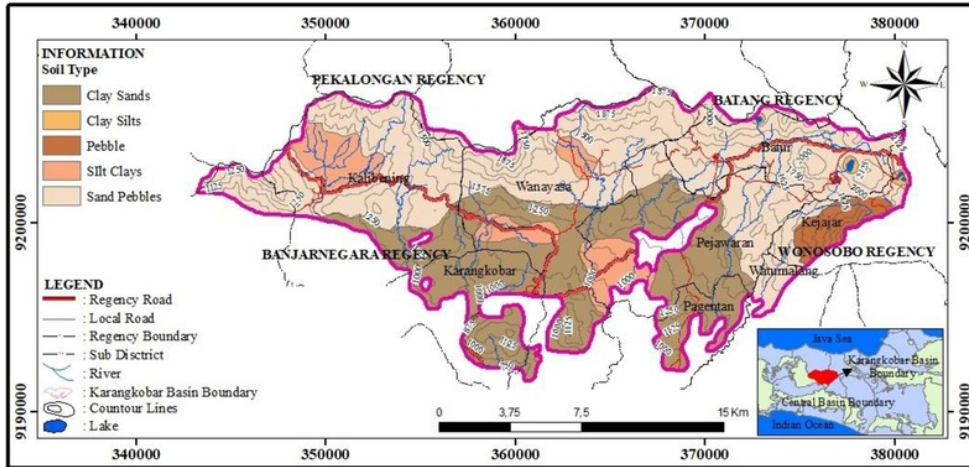 340000 350000 360000 370000 380000
INFORMATION
Soil Type
Clay Sands
Clay Silts
Pebble
SIlt Clays
Sand Pebbles
PEKALONGAN REGENCY
BATANG REGENCY
N
W
E
S
Batur
Kalibening
Wanayasa
9200000
9200000
Kejajar
BANJARNEGARA REGENCY
Pejawaran
WONOSOBO REGENCY
Karangkobar
Watumalang
Pagentan
LEGEND
: Regency Road
: Local Road
: Regency Boundary
: Sub Disctrict
: River
: Karangkobar Basin Boundary
: Countour Lines
: Lake
Java Sea
Karangkobar Basin
Boundary
Central Basin Boundary
Indian Ocean
0 3,75 7,5 15 Km
9190000
9190000
340000 350000 360000 370000 380000